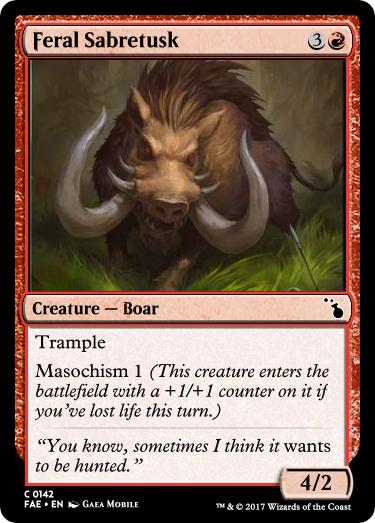 Feral Sabretusk 3
Creature — Boar
Trample
Masochism 1 (This creature enters the
battlefield with a +1/+1 counter on it if
you've lost life this turn.)
"You know, sometimes I think it wants
to be hunted."
4/2
C 0142
FAE • EN Gaea Mobile
™ & © 2017 Wizards of the Coast